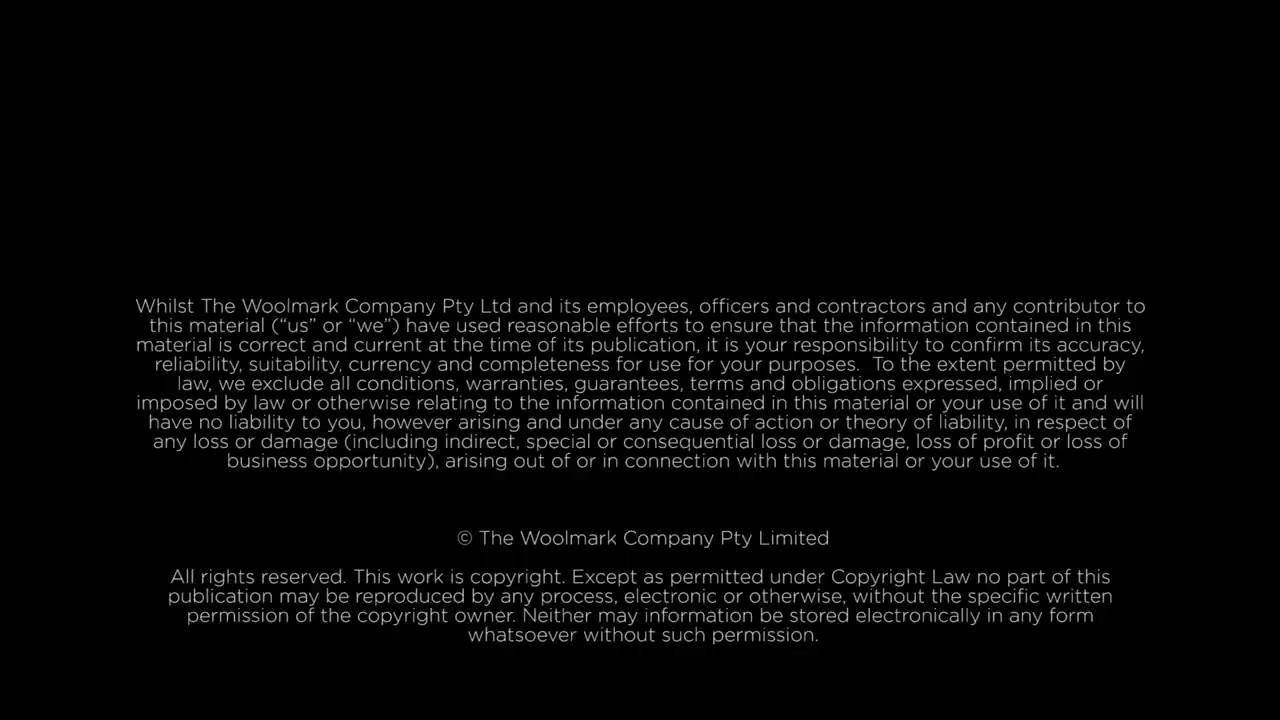 Whilst The Woolmark Company Pty Ltd and its employees, officers and contractors and any contributor to
this material (“us” or “we”) have used reasonable efforts to ensure that the information contained in this
material is correct and current at the time of its publication, it is your responsibility to confirm its accuracy,
reliability, suitability, currency and completeness for use for your purposes.  To the extent permitted by
law, we exclude all conditions, warranties, guarantees, terms and obligations expressed, implied or
imposed by law or otherwise relating to the information contained in this material or your use of it and will
have no liability to you, however arising and under any cause of action or theory of liability, in respect of
any loss or damage (including indirect, special or consequential loss or damage, loss of profit or loss of
business opportunity), arising out of or in connection with this material or your use of it.
© The Woolmark Company Pty Limited
All rights reserved. This work is copyright. Except as permitted under Copyright Law no part of this
publication may be reproduced by any process, electronic or otherwise, without the specific written
permission of the copyright owner. Neither may information be stored electronically in any form
whatsoever without such permission.